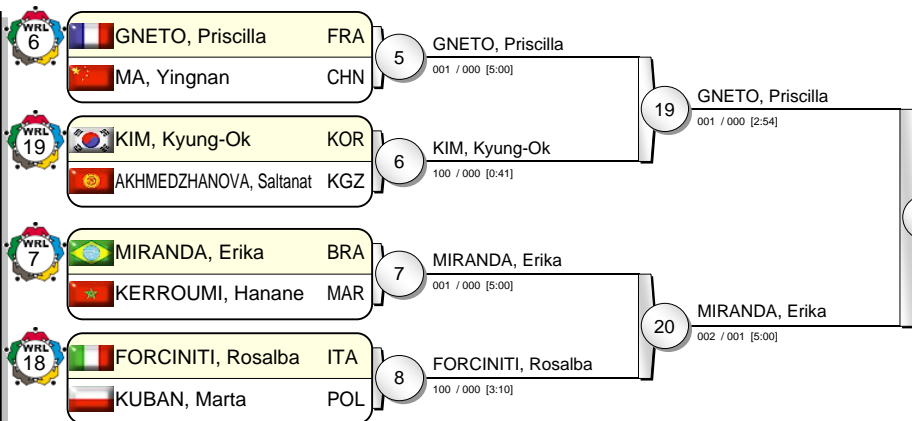 WRL
6
GNETO, Priscilla FRA
MA, Yingnan CHN
5
GNETO, Priscilla
001 / 000 [5:00]
WRL
19
KIM, Kyung-Ok KOR
AKHMEDZHANOVA, Saltanat KGZ
6
KIM, Kyung-Ok
100 / 000 [0:41]
19
GNETO, Priscilla
001 / 000 [2:54]
WRL
7
MIRANDA, Erika BRA
KERROUMI, Hanane MAR
7
MIRANDA, Erika
001 / 000 [5:00]
WRL
18
FORCINITI, Rosalba ITA
KUBAN, Marta POL
8
FORCINITI, Rosalba
100 / 000 [3:10]
20
MIRANDA, Erika
002 / 001 [5:00]